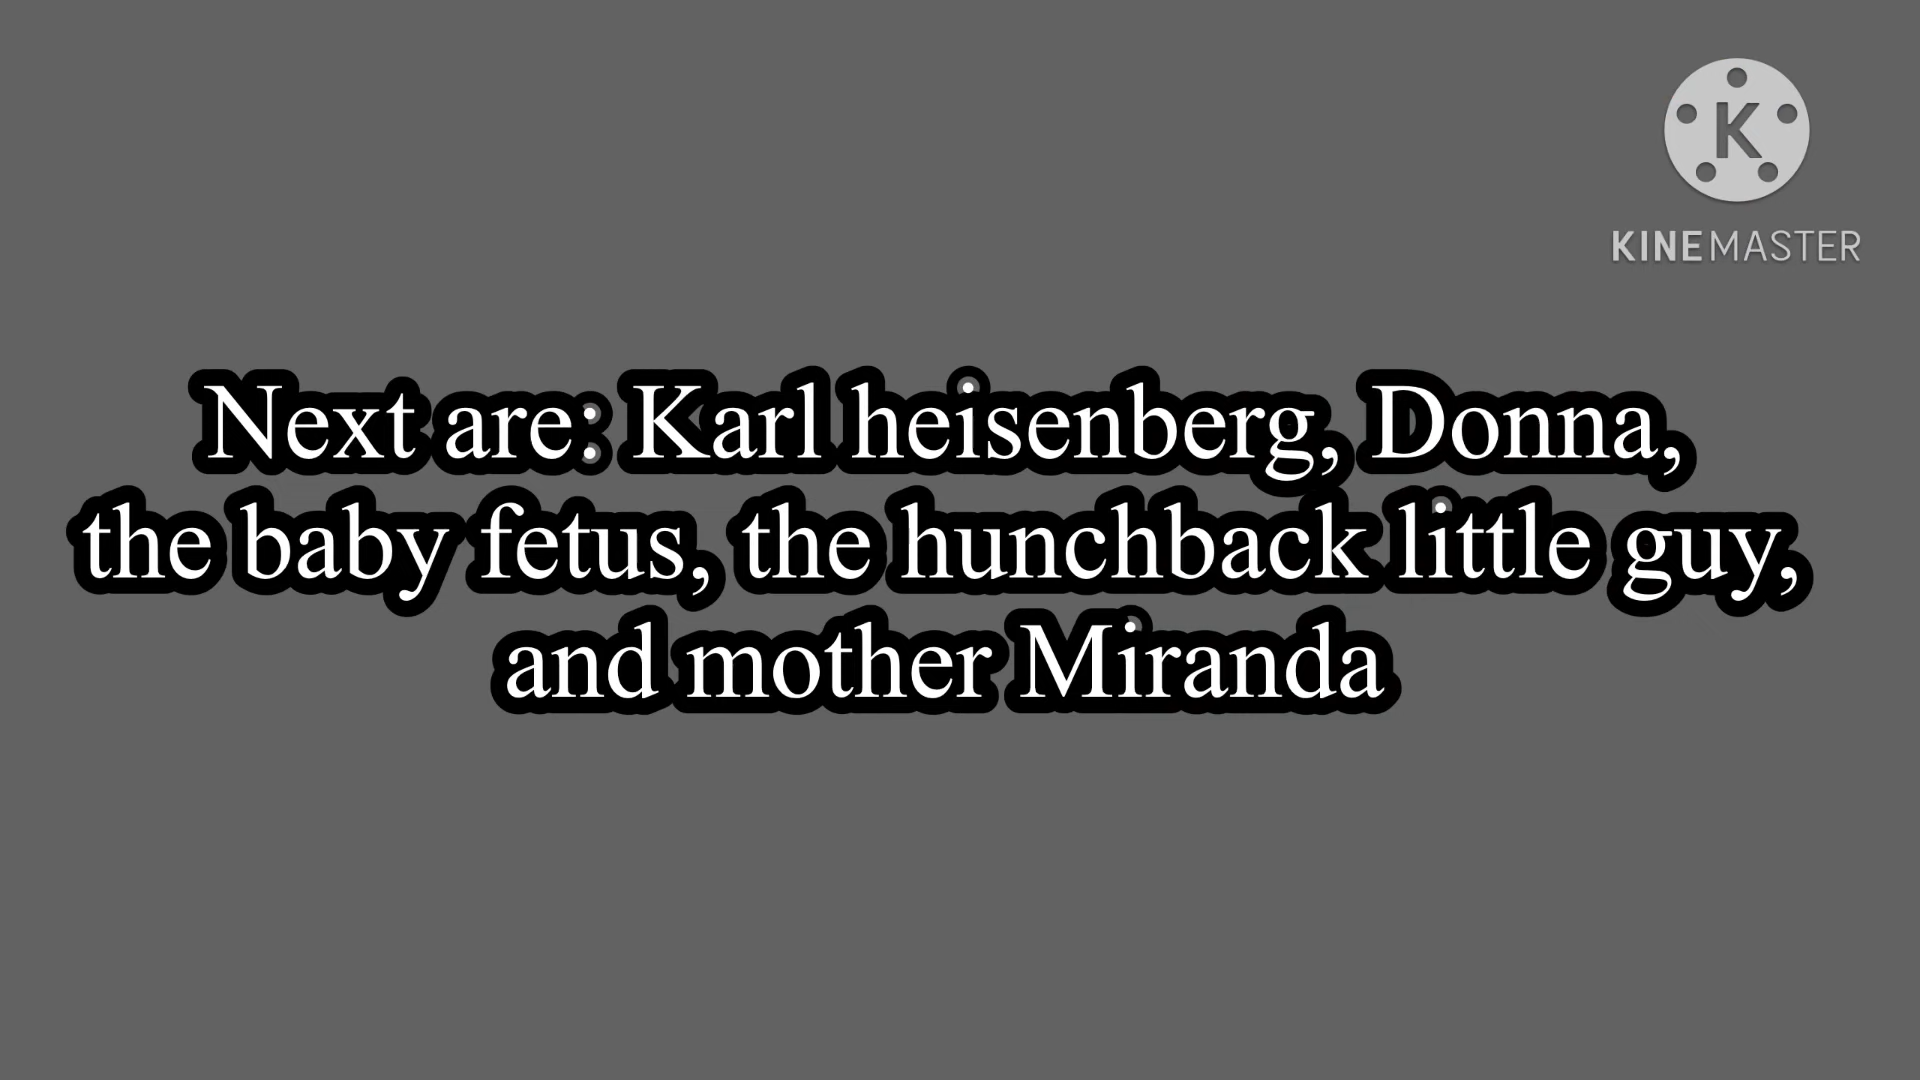 K
KINEMASTER
Next are: Karl heisenberg, Donna,
the baby fetus, the hunchback little guy,
and mother Miranda